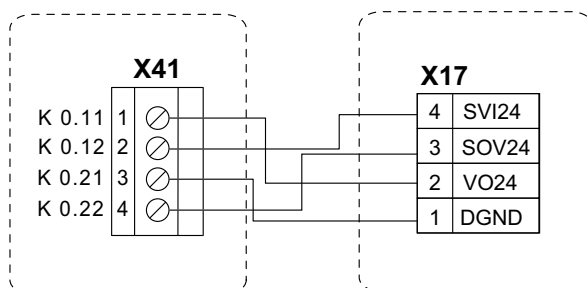 X41
K 0.11 1
K 0.12 2
K 0.21 3
K 0.22 4
X17
4 SVI24
3 SOV24
2 VO24
1 DGND